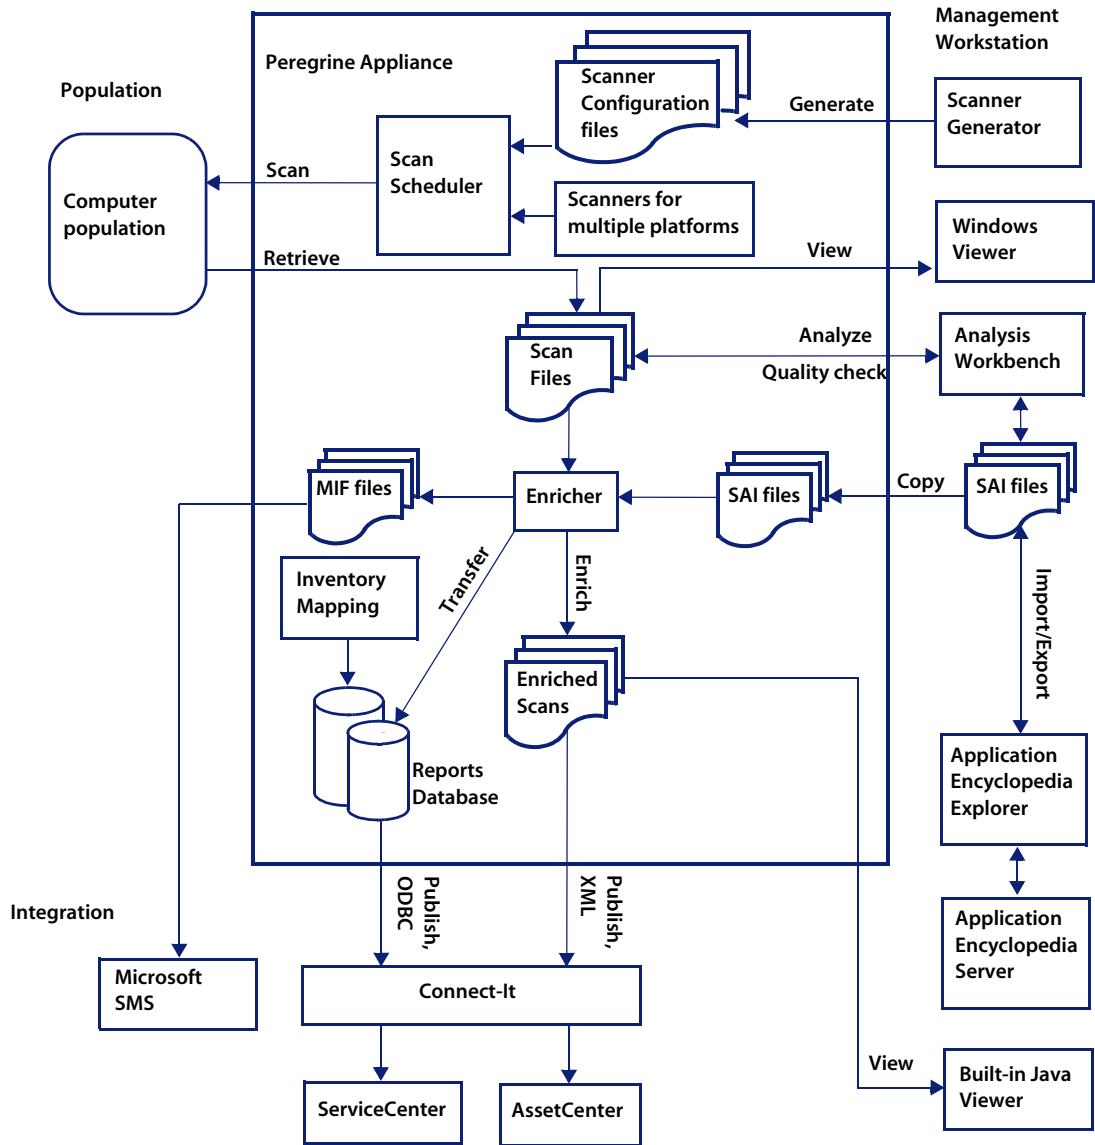 Management
Workstation
Peregrine Appliance
Population
Scanner
Configuration
files
Generate
Scanner
Generator
Scan
Scan
Scheduler
Computer
population
Scanners for
multiple platforms
Windows
Viewer
View
Retrieve
Analyze
Quality check
Analysis
Workbench
Scan
Files
MIF files
Enricher
SAI files
Copy
SAI files
Transfer
Enrich
Import/Export
Inventory
Mapping
Enriched
Scans
Reports
Database
Application
Encyclopedia
Explorer
Publish,
ODBC
Publish,
XML
Integration
Application
Encyclopedia
Server
Microsoft
SMS
Connect-It
View
Built-in Java
Viewer
ServiceCenter
AssetCenter